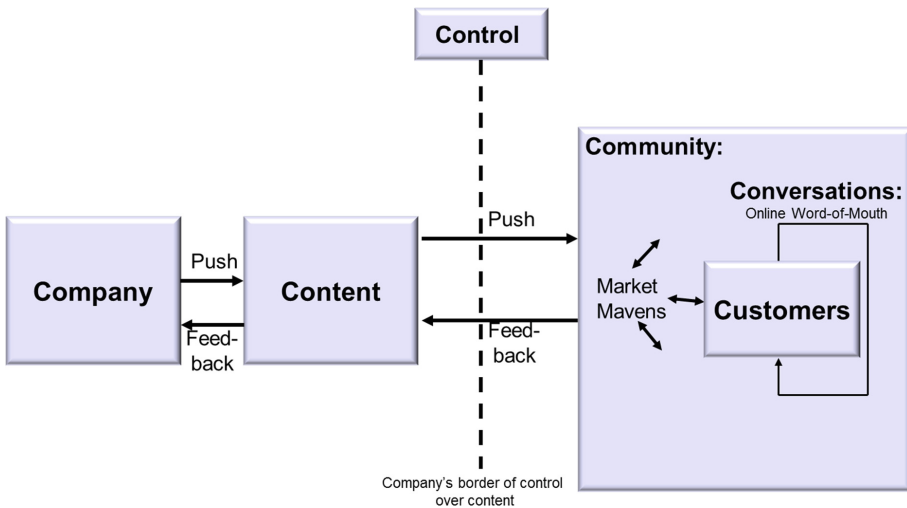 Control
Community:
Conversations:
Online Word-of-Mouth
Push
Push
Company
Content
Market
Mavens
Customers
Feed-
back
Feed-
back
Company's border of control
over content